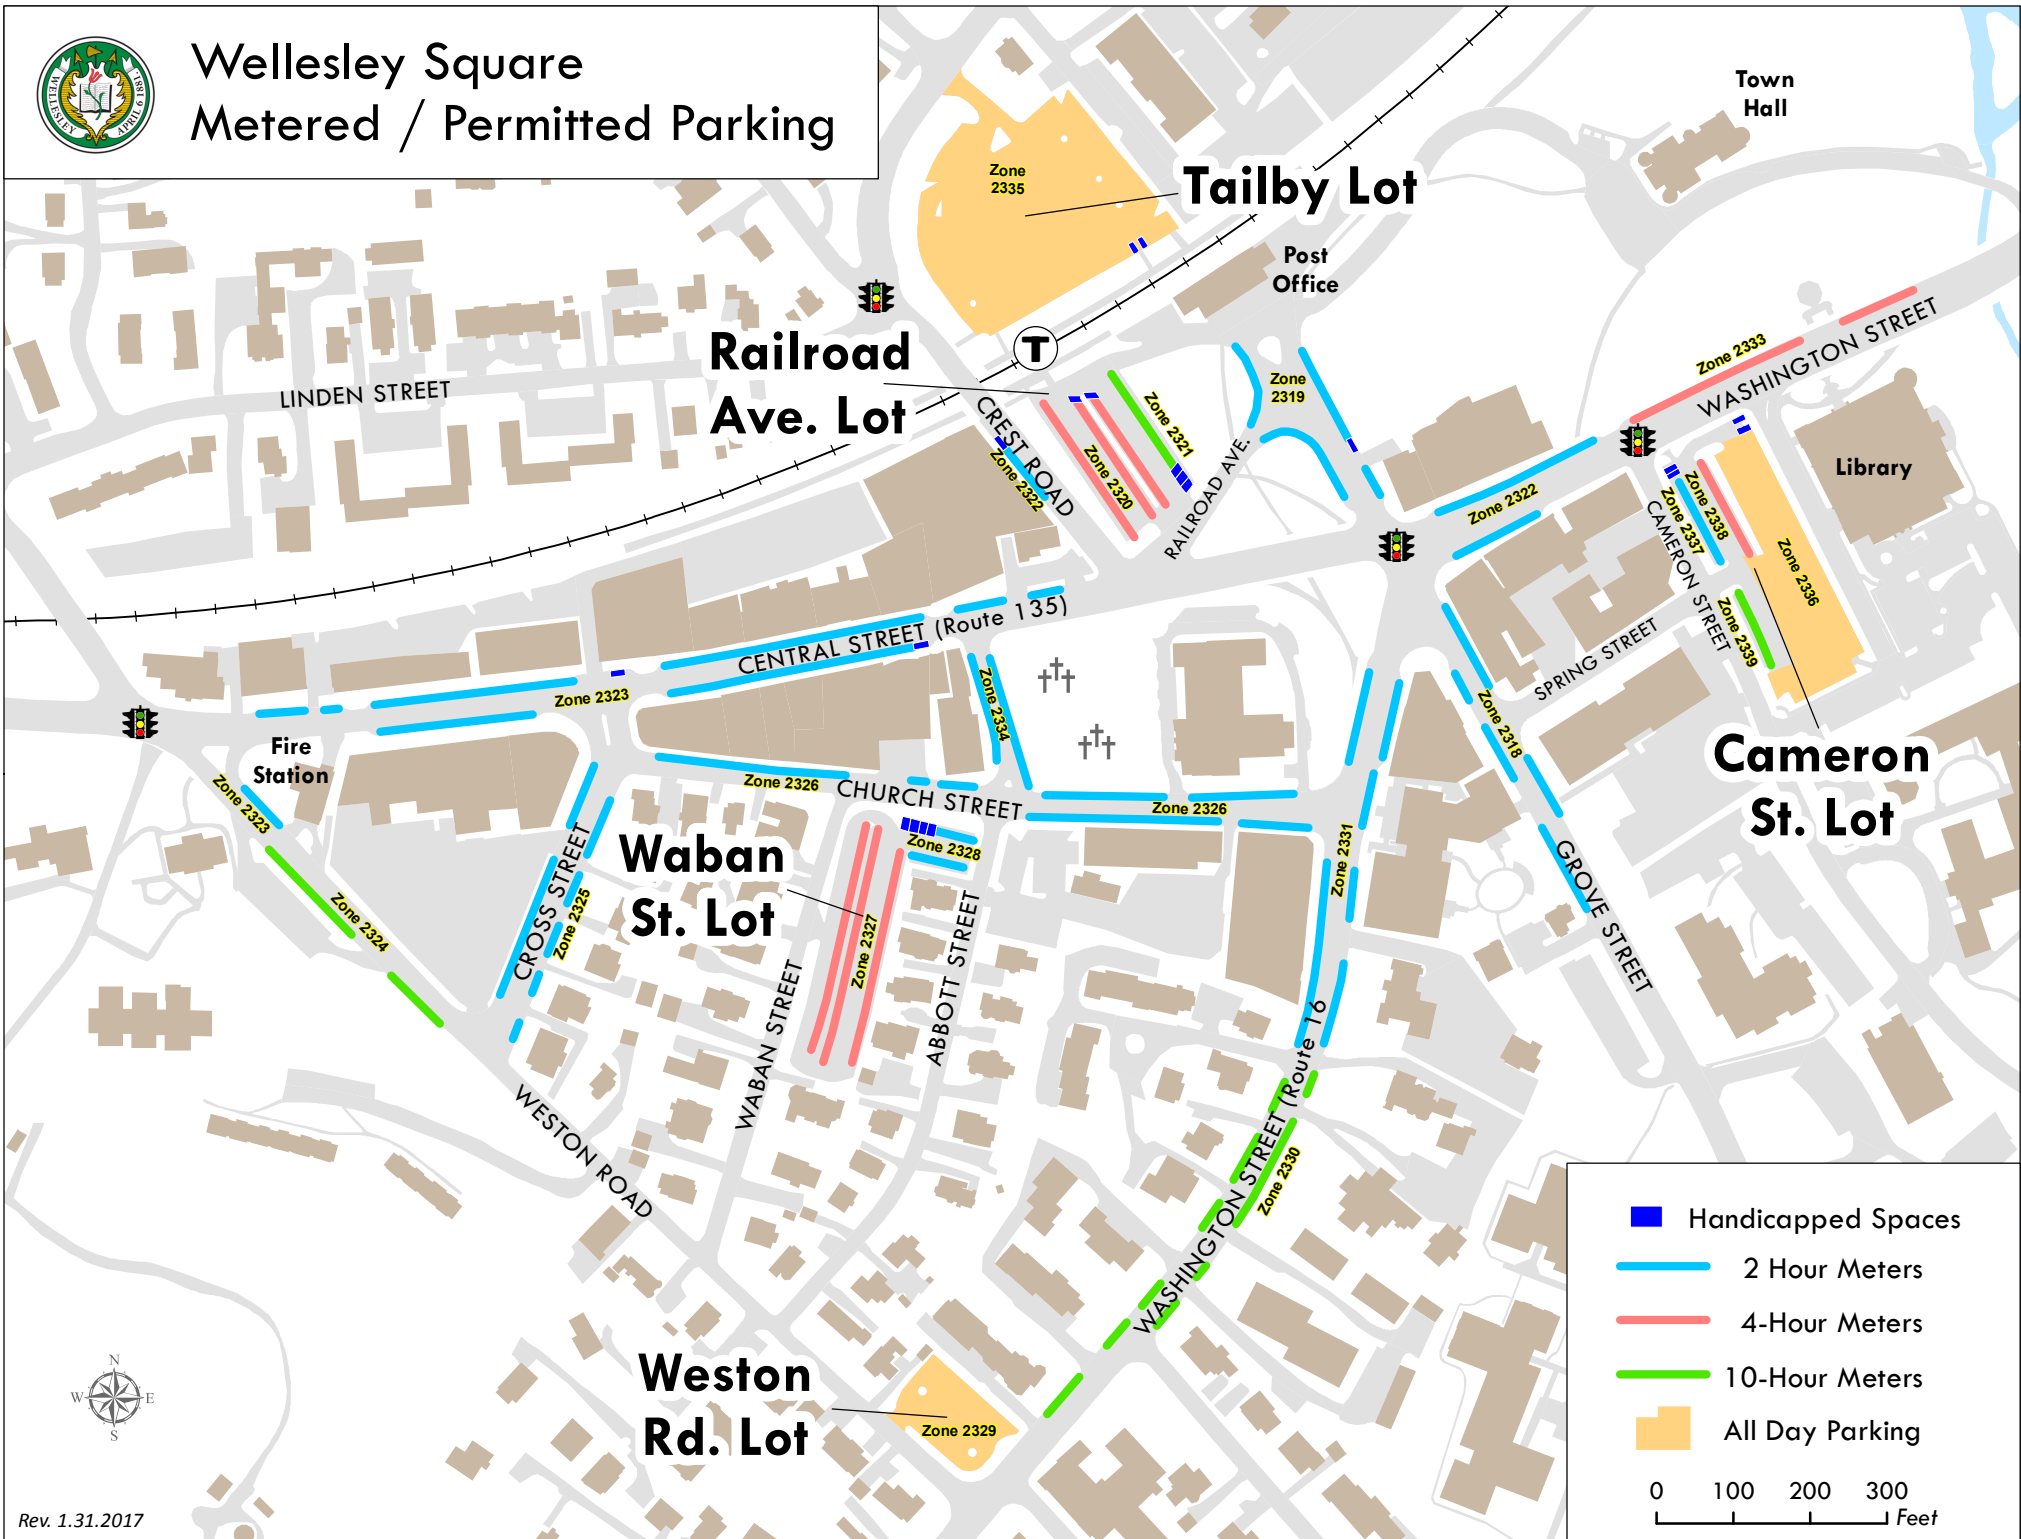 Wellesley Square
Metered / Permitted Parking
WELLESLEY
APRIL 6 1881
Town
Hall
Zone
2335
Tailby Lot
Post
Office
T
Railroad
Ave. Lot
LINDEN STREET
CREST ROAD
Zone 2322
Zone 2320
Zone 2321
RAILROAD AVE.
Zone
2319
Zone 2333
WASHINGTON STREET
Library
Zone 2322
Zone 2338
Zone 2337
CAMERON STREET
Zone 2336
Zone 2339
SPRING STREET
Cameron
St. Lot
CENTRAL STREET (Route 135)
Zone 2323
Zone 2334
Fire
Station
Zone 2323
Zone 2326
CHURCH STREET
Zone 2326
Zone 2318
GROVE STREET
Zone 2331
Zone 2328
Waban
St. Lot
Zone 2327
CROSS STREET
Zone 2325
Zone 2324
WABAN STREET
ABBOTT STREET
WESTON ROAD
WASHINGTON STREET (Route 16
Zone 2330
Weston
Rd. Lot
Zone 2329
N
W E
S
Handicapped Spaces
2 Hour Meters
4-Hour Meters
10-Hour Meters
All Day Parking
0 100 200 300
Feet
Rev. 1.31.2017